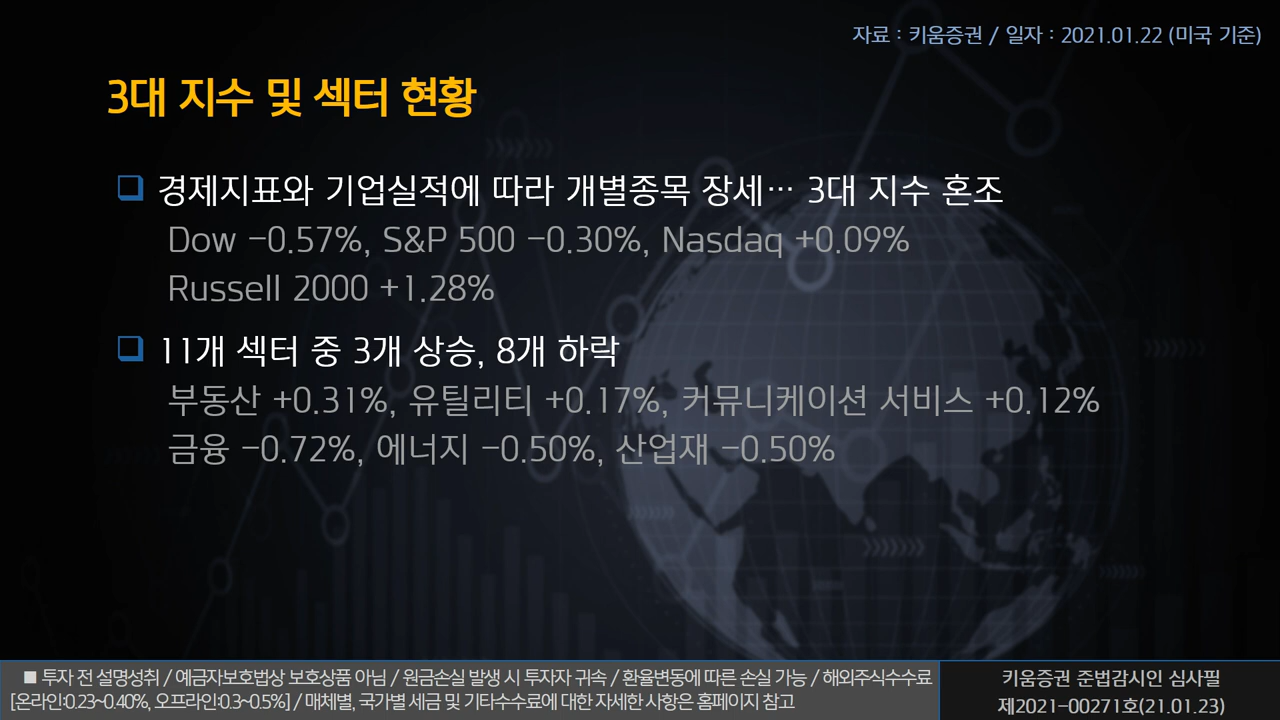 자료 : 키움증권 / 일자 : 2021.01.22 (미국 기준)
3대 지수 및 섹터 현황
❑ 경제지표와 기업실적에 따라 개별종목 장세… 3대 지수 혼조
Dow -0.57%, S&P 500 -0.30%, Nasdaq +0.09%
Russell 2000 +1.28%
❑ 11개 섹터 중 3개 상승, 8개 하락
부동산 +0.31%, 유틸리티 +0.17%, 커뮤니케이션 서비스 +0.12%
금융 -0.72%, 에너지 -0.50%, 산업재 -0.50%
■ 투자 전 설명성취 / 예금자보호법상 보호상품 아님 / 원금손실 발생 시 투자자 귀속 / 환율변동에 따른 손실 가능 / 해외주식수수료
[온라인:0.23~0.40%, 오프라인:0.3~0.5%] / 매체별, 국가별 세금 및 기타수수료에 대한 자세한 사항은 홈페이지 참고
키움증권 준법감시인 심사필
제2021-00271호(21.01.23)